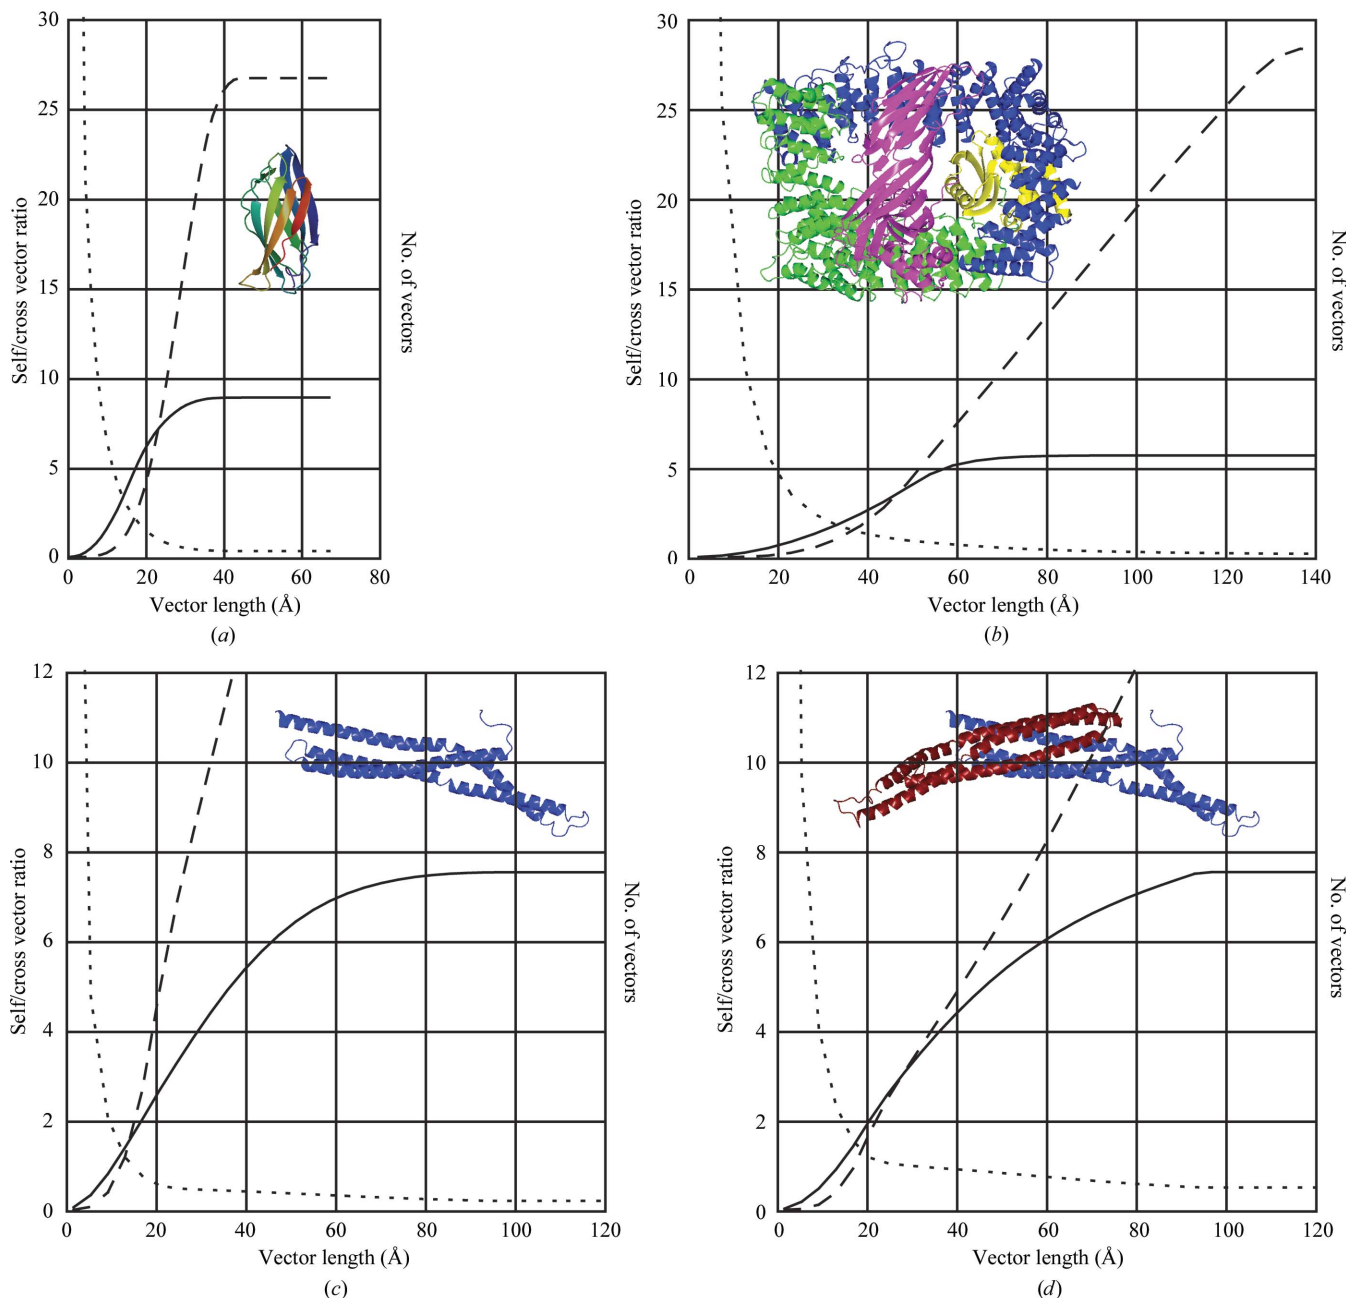 30
25
20
15
10
5
0
Self/cross vector ratio
No. of vectors
0 20 40 60 80
Vector length (Å)
(a)
30
25
20
15
10
5
0
Self/cross vector ratio
No. of vectors
0 20 40 60 80 100 120 140
Vector length (Å)
(b)
12
10
8
6
4
2
0
Self/cross vector ratio
No. of vectors
0 20 40 60 80 100 120
Vector length (Å)
(c)
12
10
8
6
4
2
0
Self/cross vector ratio
No. of vectors
0 20 40 60 80 100 120
Vector length (Å)
(d)